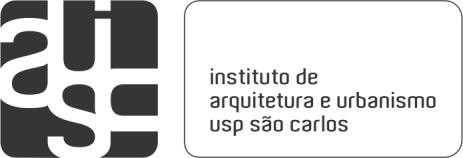 instituto de
arquitetura e urbanismo
usp são carlos